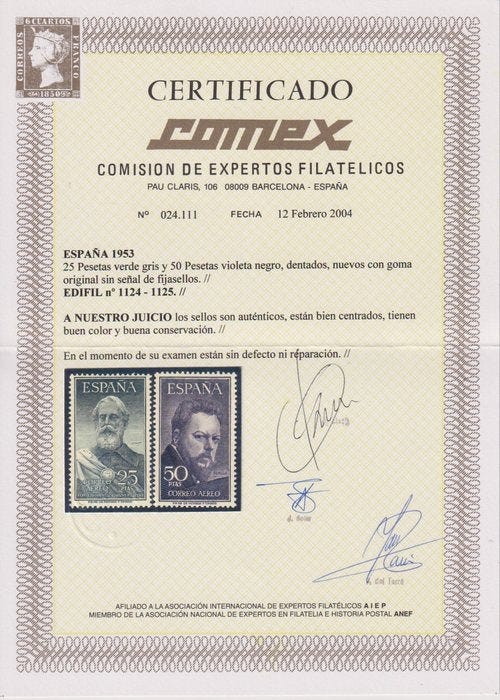 6 CUARTOS
CORREOS
FRANCO
1850
CERTIFICADO
comex
COMISION DE EXPERTOS FILATELICOS
PAU CLARIS, 106 08009 BARCELONA - ESPAÑA
Nº 024.111 FECHA 12 Febrero 2004
ESPAÑA 1953
25 Pesetas verde gris y 50 Pesetas violeta negro, dentados, nuevos con goma
original sin señal de fijasellos. //
EDIFIL nº 1124 - 1125. //
A NUESTRO JUICIO los sellos son auténticos, están bien centrados, tienen
buen color y buena conservación. //
En el momento de su examen están sin defecto ni reparación. //
ESPAÑA
CORREO AEREO 25
ESPAÑA
50
PTAS
CORREO AEREO
AFILIADO A LA ASOCIACIÓN INTERNACIONAL DE EXPERTOS FILATÉLICOS A I E P
MIEMBRO DE LA ASOCIACIÓN NACIONAL DE EXPERTOS EN FILATELIA E HISTORIA POSTAL ANEF